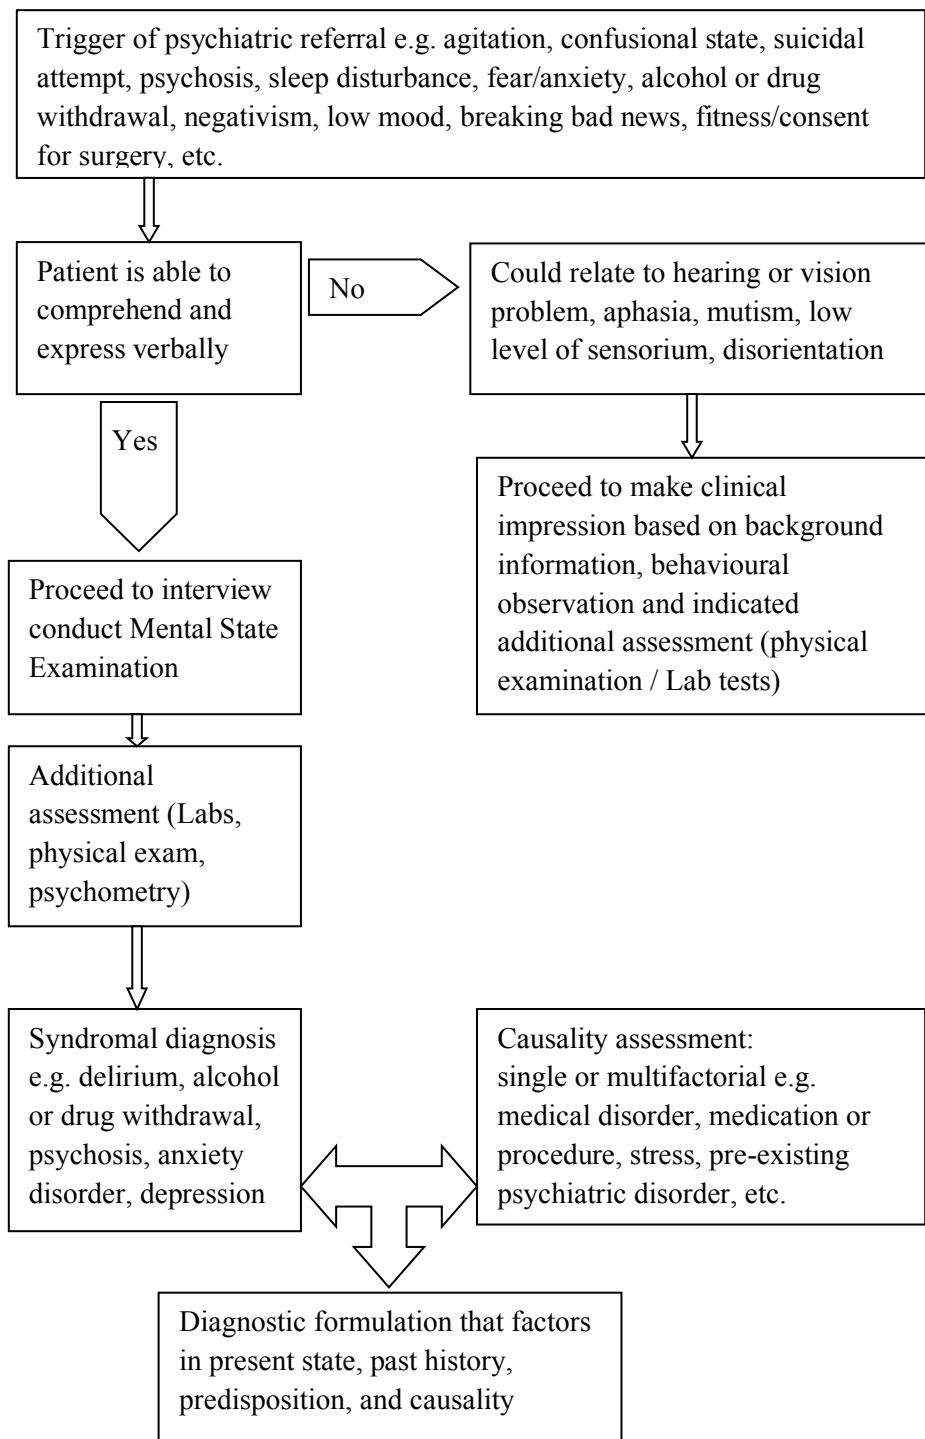 Trigger of psychiatric referral e.g. agitation, confusional state, suicidal
attempt, psychosis, sleep disturbance, fear/anxiety, alcohol or drug
withdrawal, negativism, low mood, breaking bad news, fitness/consent
for surgery, etc.
Patient is able to
comprehend and
express verbally
No
Could relate to hearing or vision
problem, aphasia, mutism, low
level of sensorium, disorientation
Yes
Proceed to make clinical
impression based on background
information, behavioural
observation and indicated
additional assessment (physical
examination / Lab tests)
Proceed to interview
conduct Mental State
Examination
Additional
assessment (Labs,
physical exam,
psychometry)
Syndromal diagnosis
e.g. delirium, alcohol
or drug withdrawal,
psychosis, anxiety
disorder, depression
Causality assessment:
single or multifactorial e.g.
medical disorder, medication or
procedure, stress, pre-existing
psychiatric disorder, etc.
Diagnostic formulation that factors
in present state, past history,
predisposition, and causality